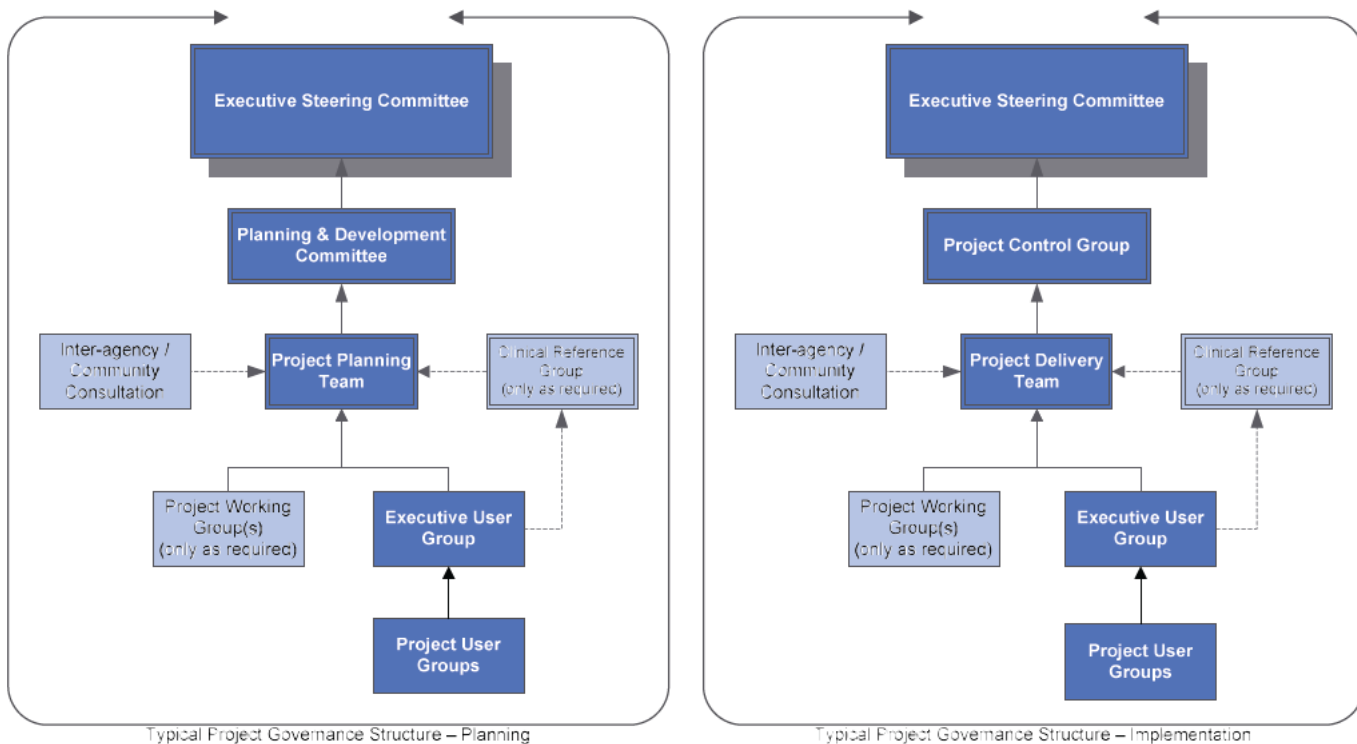 Executive Steering Committee
Planning & Development
Committee
Inter-agency /
Community
Consultation
Project Planning
Team
Clinical Reference
Group
(only as required)
Project Working
Group(s)
(only as required)
Executive User
Group
Project User
Groups
Typical Project Governance Structure – Planning
Executive Steering Committee
Project Control Group
Inter-agency /
Community
Consultation
Project Delivery
Team
Clinical Reference
Group
(only as required)
Project Working
Group(s)
(only as required)
Executive User
Group
Project User
Groups
Typical Project Governance Structure – Implementation